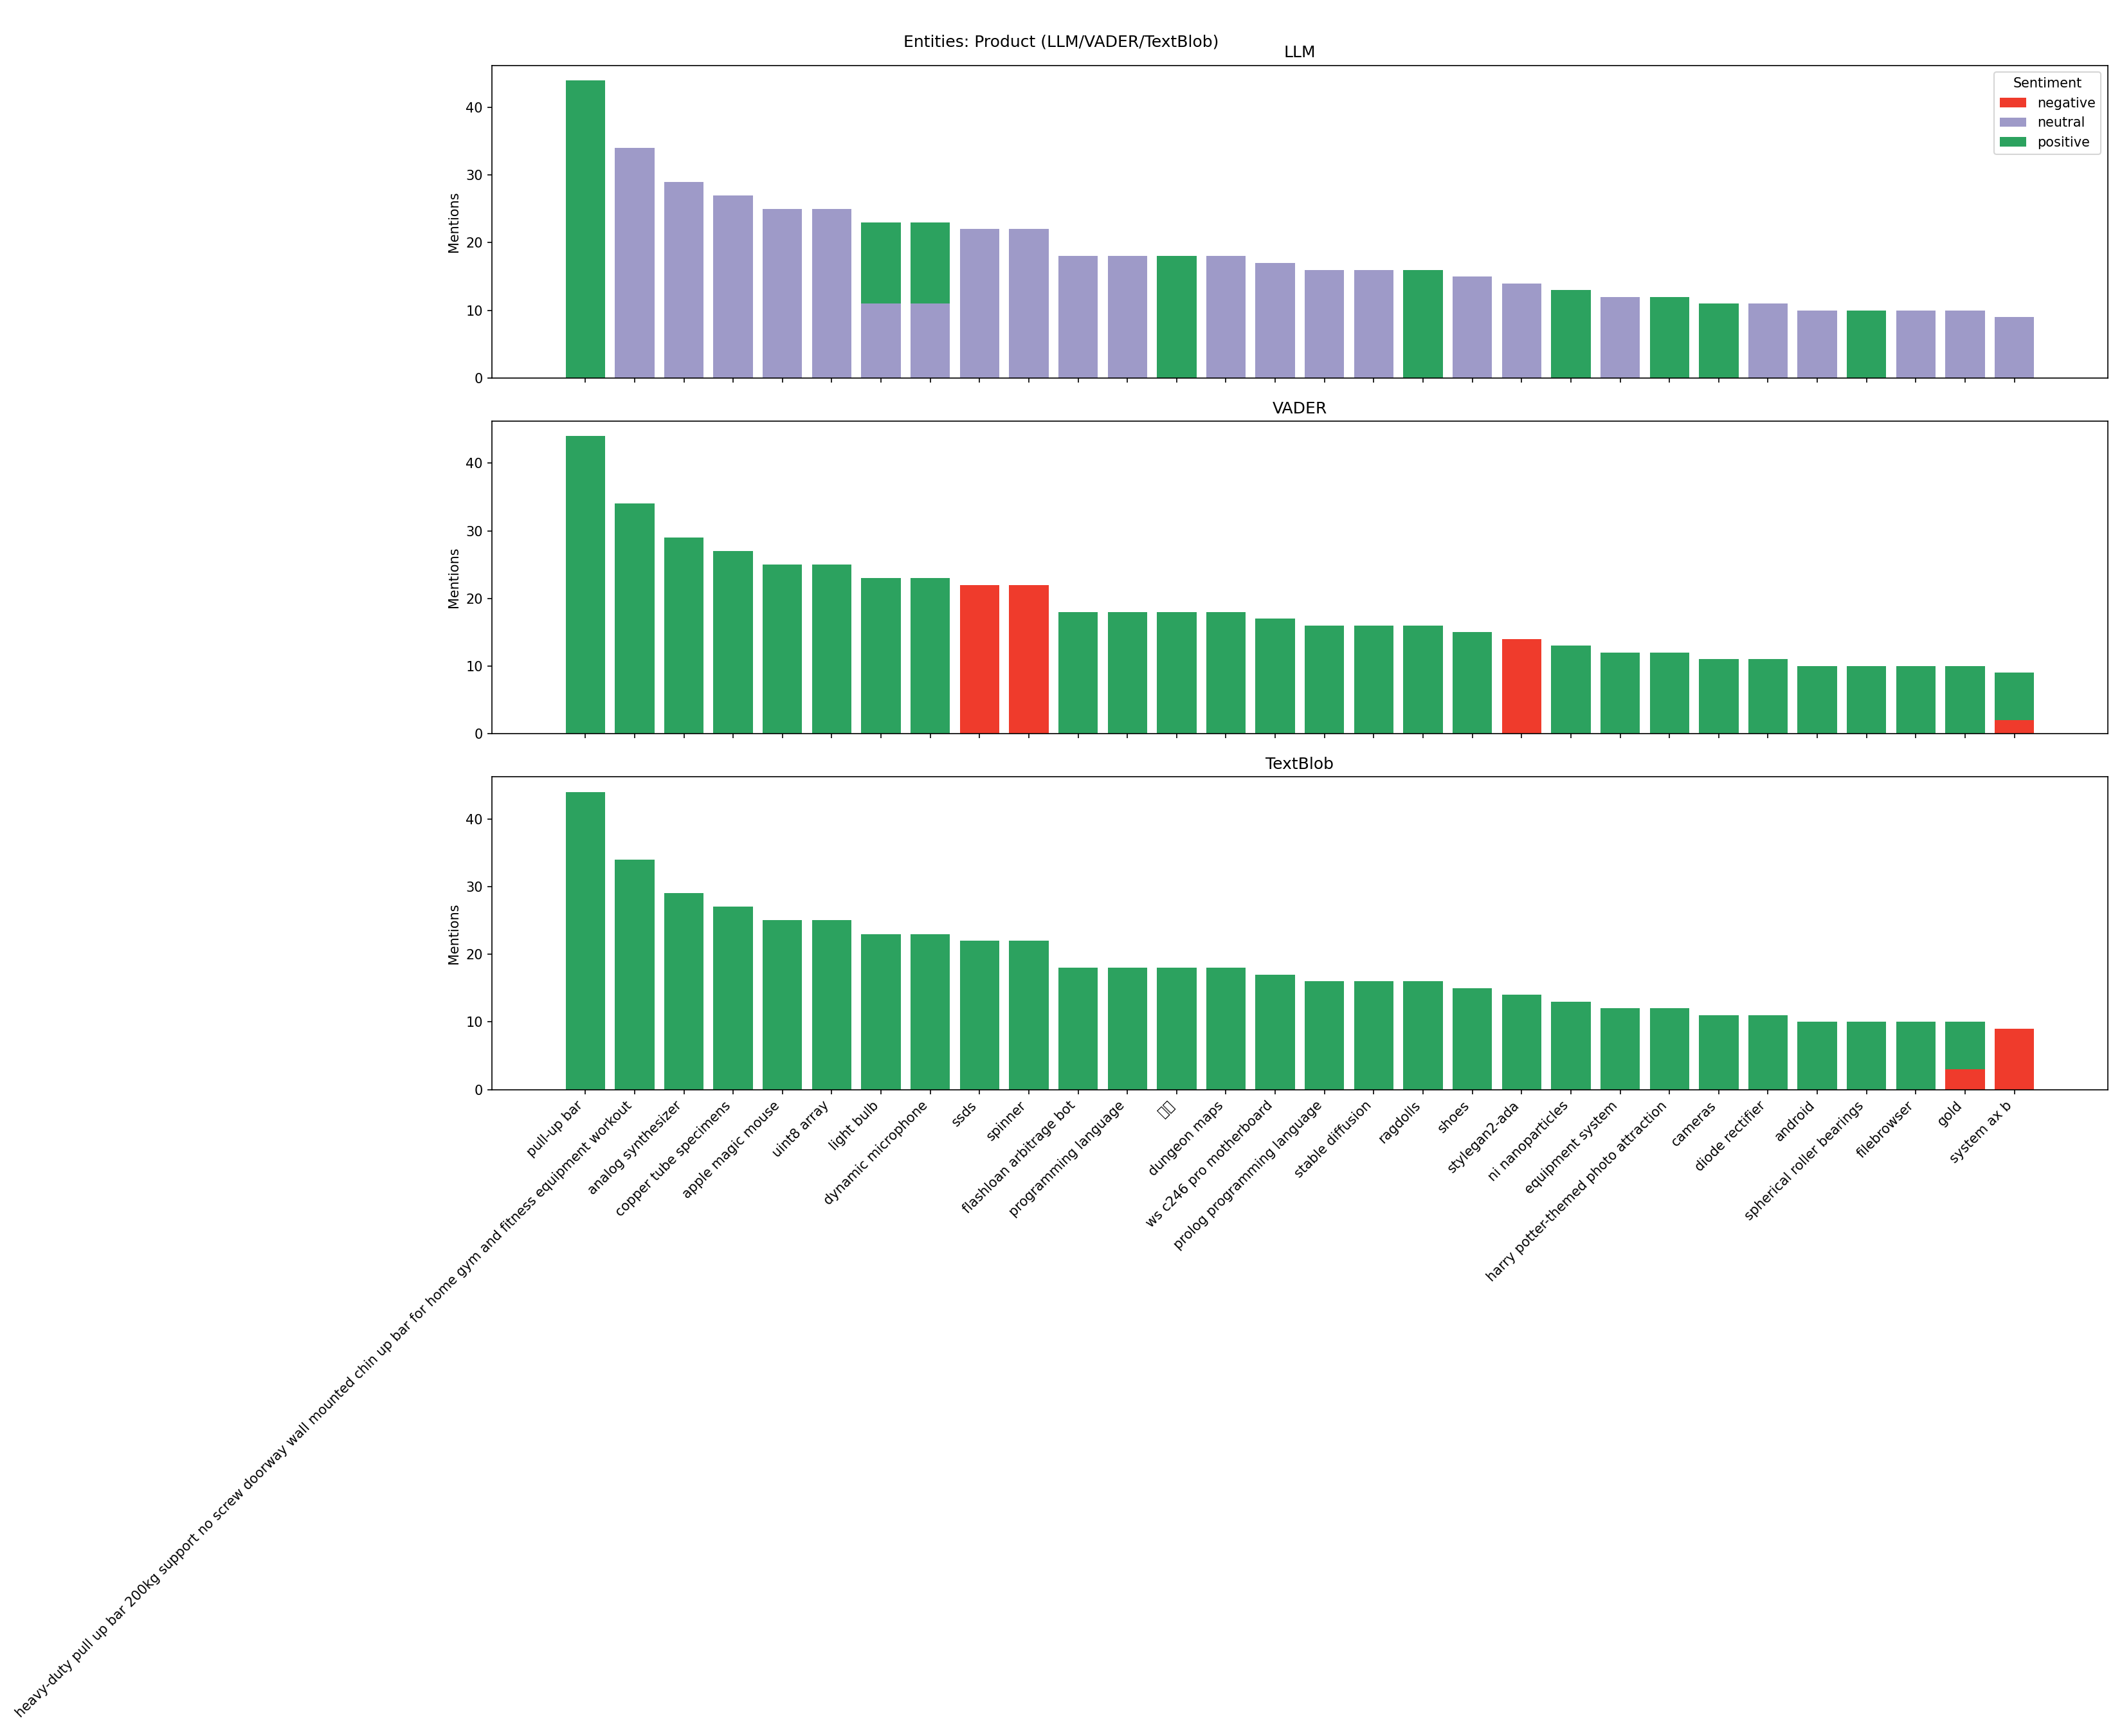 Entities: Product (LLM/VADER/TextBlob)
LLM
Sentiment
negative
neutral
positive
Mentions
40
30
20
10
0
VADER
Mentions
40
30
20
10
0
TextBlob
Mentions
40
30
20
10
0
pull-up bar
heavy-duty pull up bar 200kg support no screw doorway wall mounted chin up bar for home gym and fitness equipment workout
analog synthesizer
copper tube specimens
apple magic mouse
uint8 array
light bulb
dynamic microphone
ssds
spinner
flashloan arbitrage bot
programming language
dungeon maps
ws c246 pro motherboard
prolog programming language
stable diffusion
ragdolls
shoes
stylegan2-ada
ni nanoparticles
equipment system
harry potter-themed photo attraction
cameras
diode rectifier
android
spherical roller bearings
filebrowser
gold
system ax b